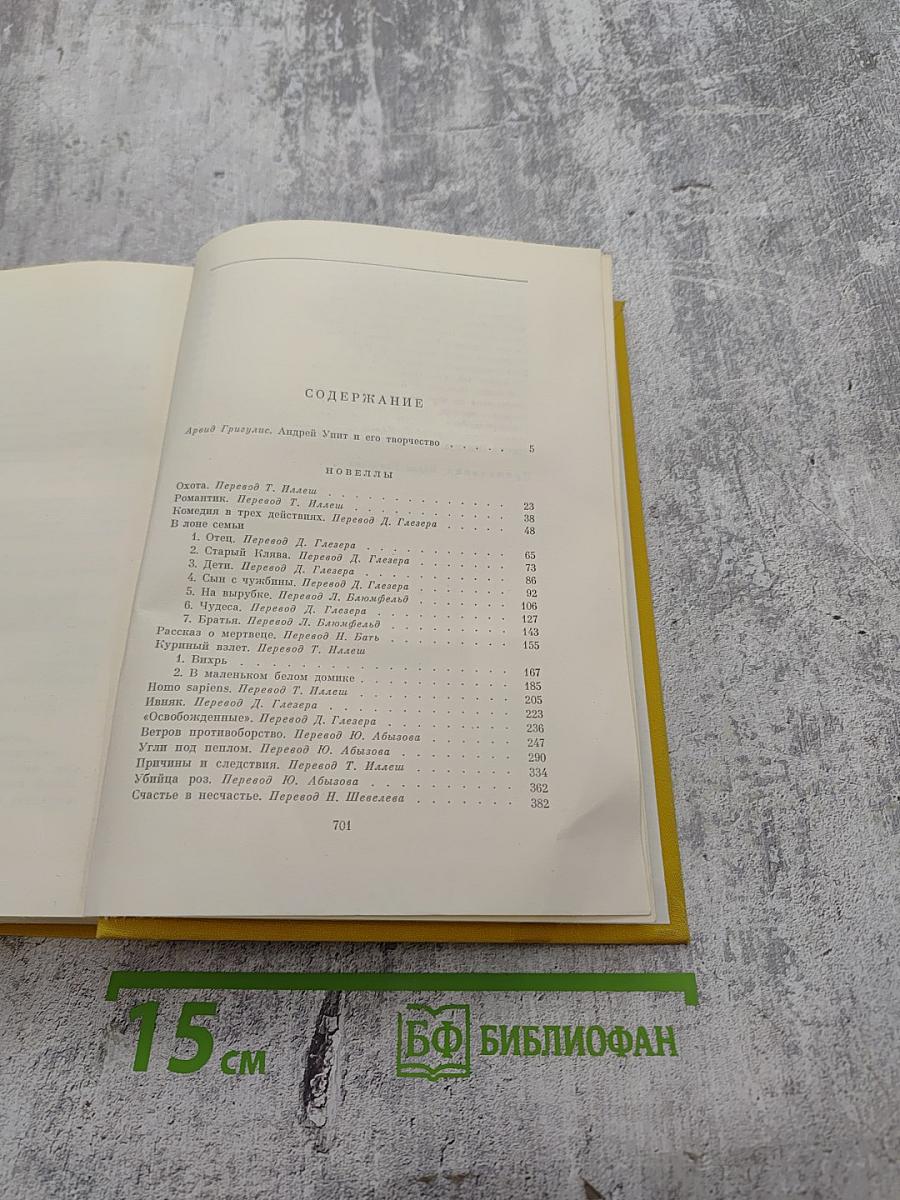 СОДЕРЖАНИЕ
Арвид Григулис. Андрей Упит и его творчество . . . . . 5
НОВЕЛЛЫ
Охота. Перевод Т. Иллеш . . . . . . . . . . . . 23
Романтик. Перевод Т. Иллеш . . . . . . . . . . . 38
Комедия в трех действиях. Перевод Д. Глезера . . . . . 48
В лоне семьи
1. Отец. Перевод Д. Глезера . . . . . . . . . . 65
2. Старый Клява. Перевод Д. Глезера . . . . . . . 73
3. Дети. Перевод Д. Глезера . . . . . . . . . . 86
4. Сын с чужбины. Перевод Д. Глезера . . . . . . . 92
5. На вырубке. Перевод Л. Блюмфельд . . . . . . . 106
6. Чудеса. Перевод Д. Глезера . . . . . . . . . 127
7. Братья. Перевод Л. Блюмфельд . . . . . . . . 143
Рассказ о мертвеце. Перевод Н. Бать . . . . . . . . 155
Куриный взлет. Перевод Т. Иллеш
1. Вихрь . . . . . . . . . . . . . . . . . 167
2. В маленьком белом домике . . . . . . . . . . 185
Homo sapiens. Перевод Т. Иллеш . . . . . . . . . . 205
Ивняк. Перевод Д. Глезера . . . . . . . . . . . . 223
«Освобожденные». Перевод Д. Глезера . . . . . . . . 236
Ветров противоборство. Перевод Ю. Абызова . . . . . . 247
Угли под пеплом. Перевод Ю. Абызова . . . . . . . . 290
Причины и следствия. Перевод Т. Иллеш . . . . . . . 334
Убийца роз. Перевод Ю. Абызова . . . . . . . . . . 362
Счастье в несчастье. Перевод Н. Шевелева . . . . . . . 382
701
15 см
БФ БИБЛИОФАН